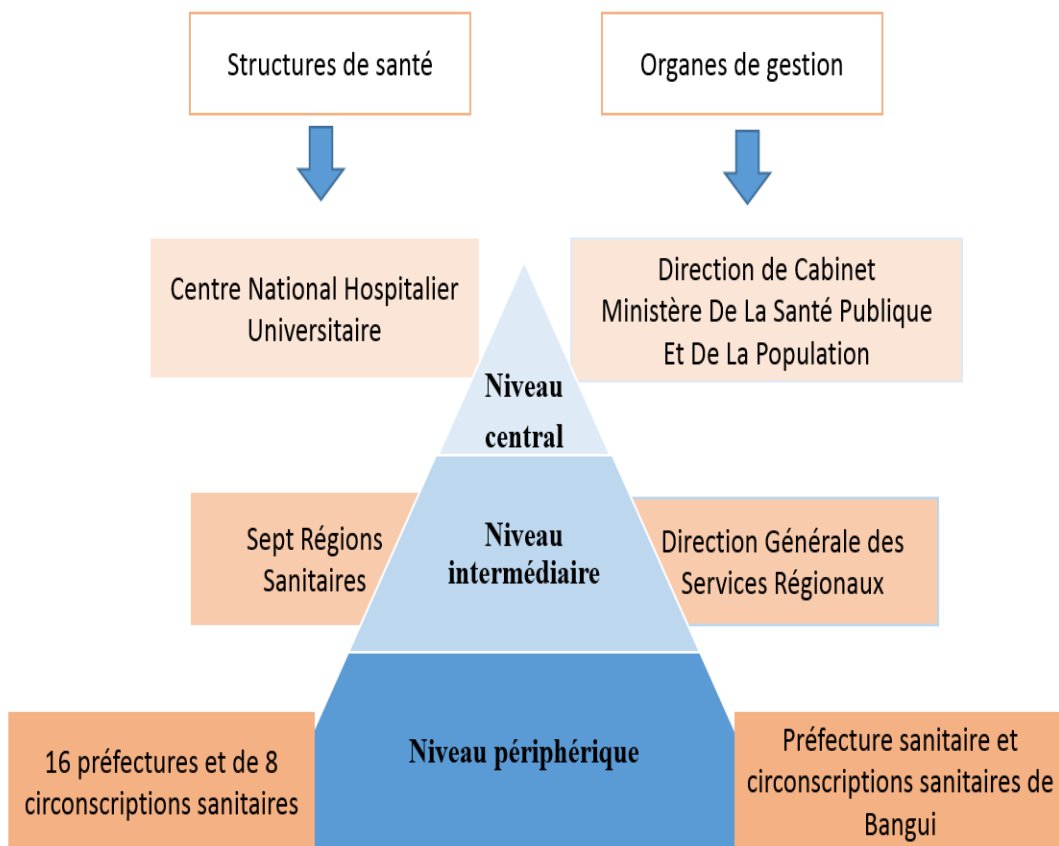 Structures de santé
Organes de gestion
Centre National Hospitalier
Universitaire
Direction de Cabinet
Ministère De La Santé Publique
Et De La Population
Niveau
central
Sept Régions
Sanitaires
Niveau
intermédiaire
Direction Générale des
Services Régionaux
16 préfectures et de 8
circonscriptions sanitaires
Niveau périphérique
Préfecture sanitaire et
circonscriptions sanitaires de
Bangui